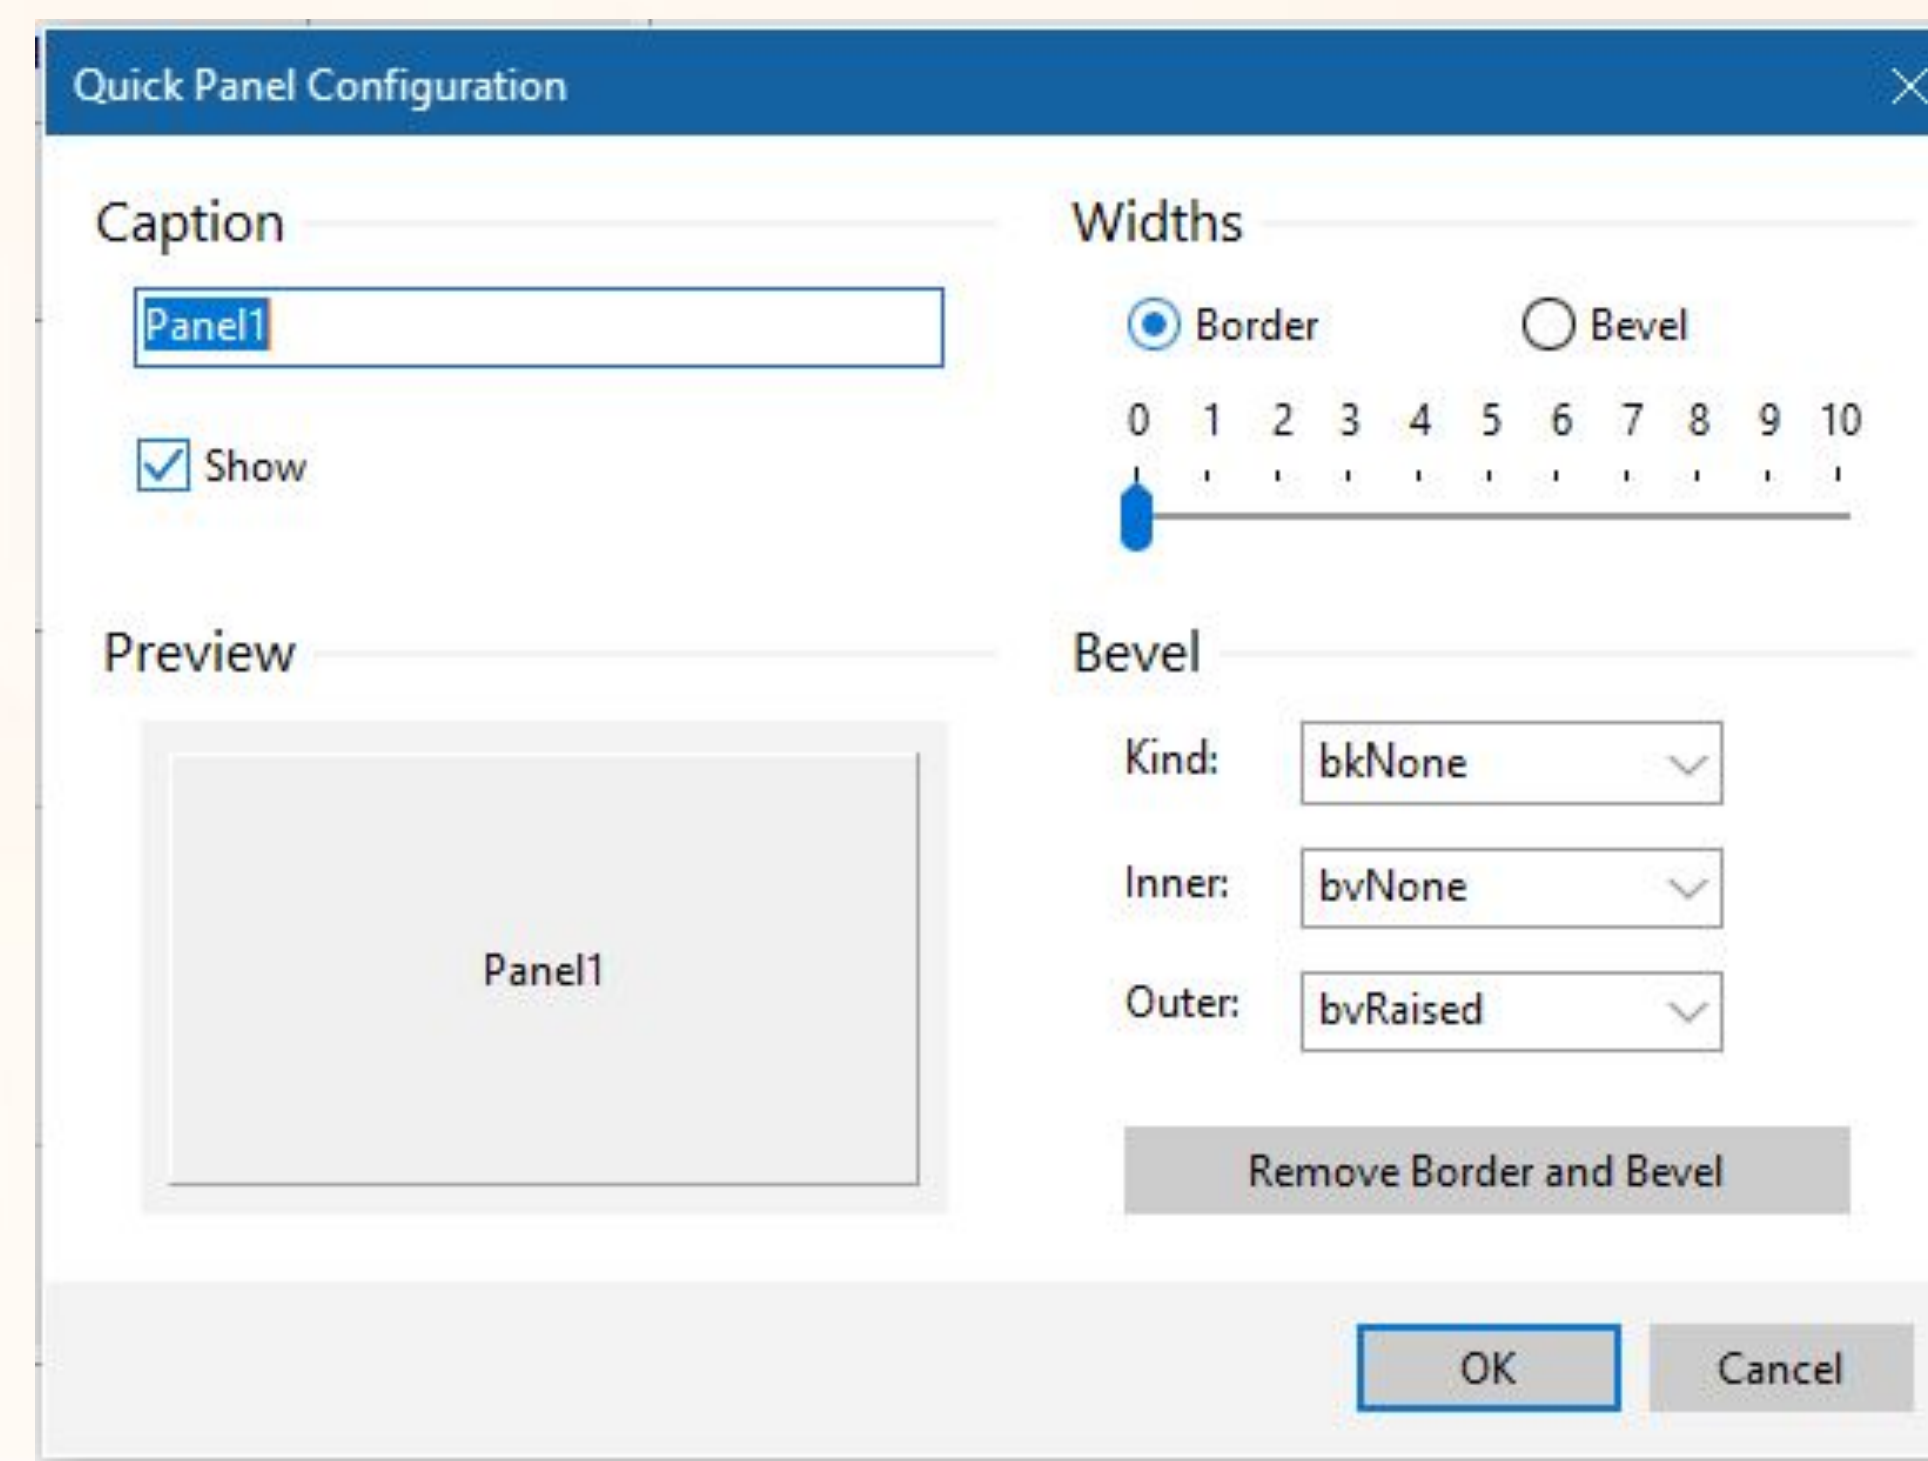 Quick Panel Configuration
Caption
Panel1
Show
Widths
Border Bevel
0 1 2 3 4 5 6 7 8 9 10
Preview
Panel1
Bevel
Kind: bkNone
Inner: bvNone
Outer: bvRaised
Remove Border and Bevel
OK Cancel